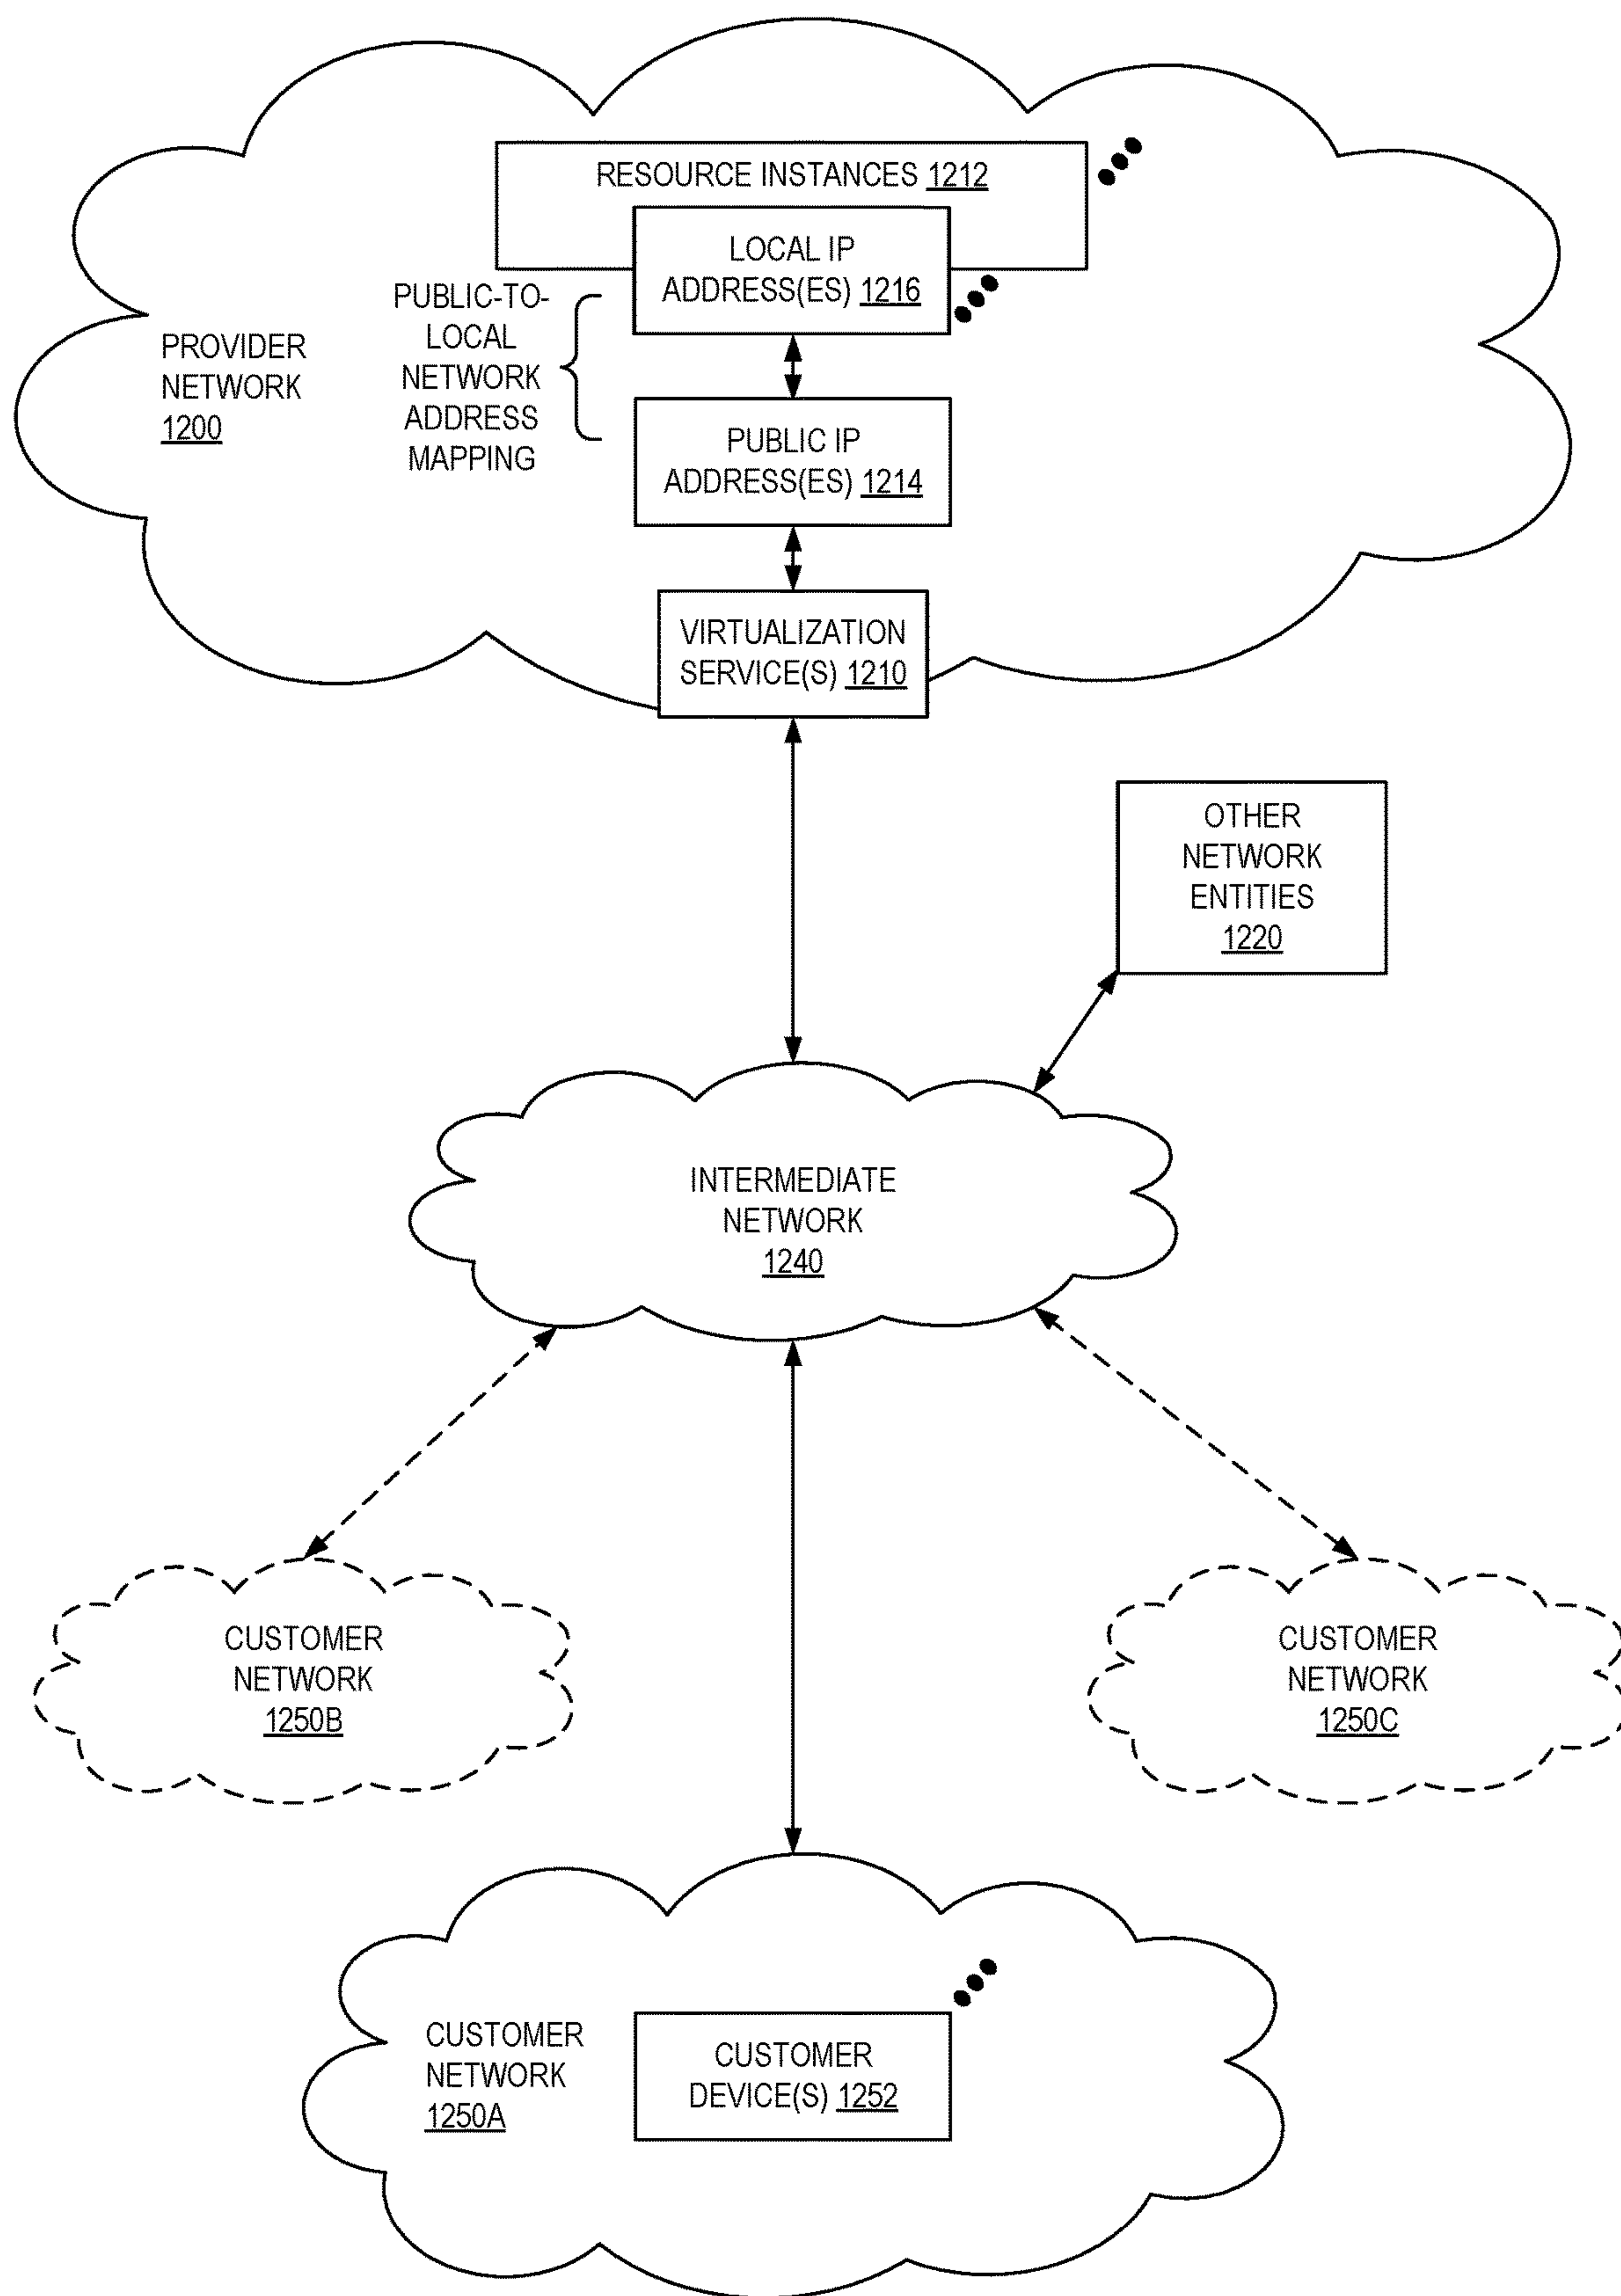 RESOURCE INSTANCES 1212
LOCAL IP
ADDRESS(ES) 1216
PUBLIC-TO-
LOCAL
NETWORK
ADDRESS
MAPPING
PROVIDER
NETWORK
1200
PUBLIC IP
ADDRESS(ES) 1214
VIRTUALIZATION
SERVICE(S) 1210
OTHER
NETWORK
ENTITIES
1220
INTERMEDIATE
NETWORK
1240
CUSTOMER
NETWORK
1250B
CUSTOMER
NETWORK
1250C
CUSTOMER
NETWORK
1250A
CUSTOMER
DEVICE(S) 1252